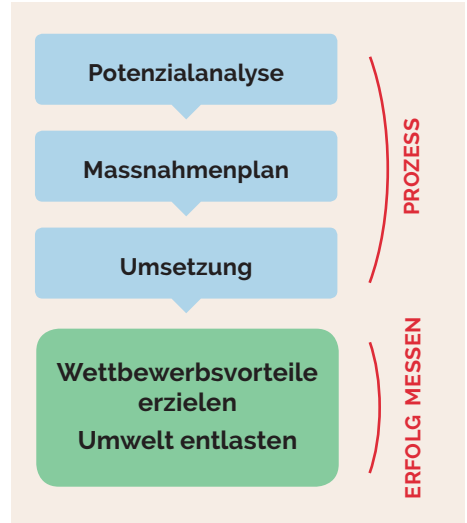 Potenzialanalyse
Massnahmenplan
Umsetzung
PROZESS
Wettbewerbsvorteile
erzielen
Umwelt entlasten
ERFOLG MESSEN